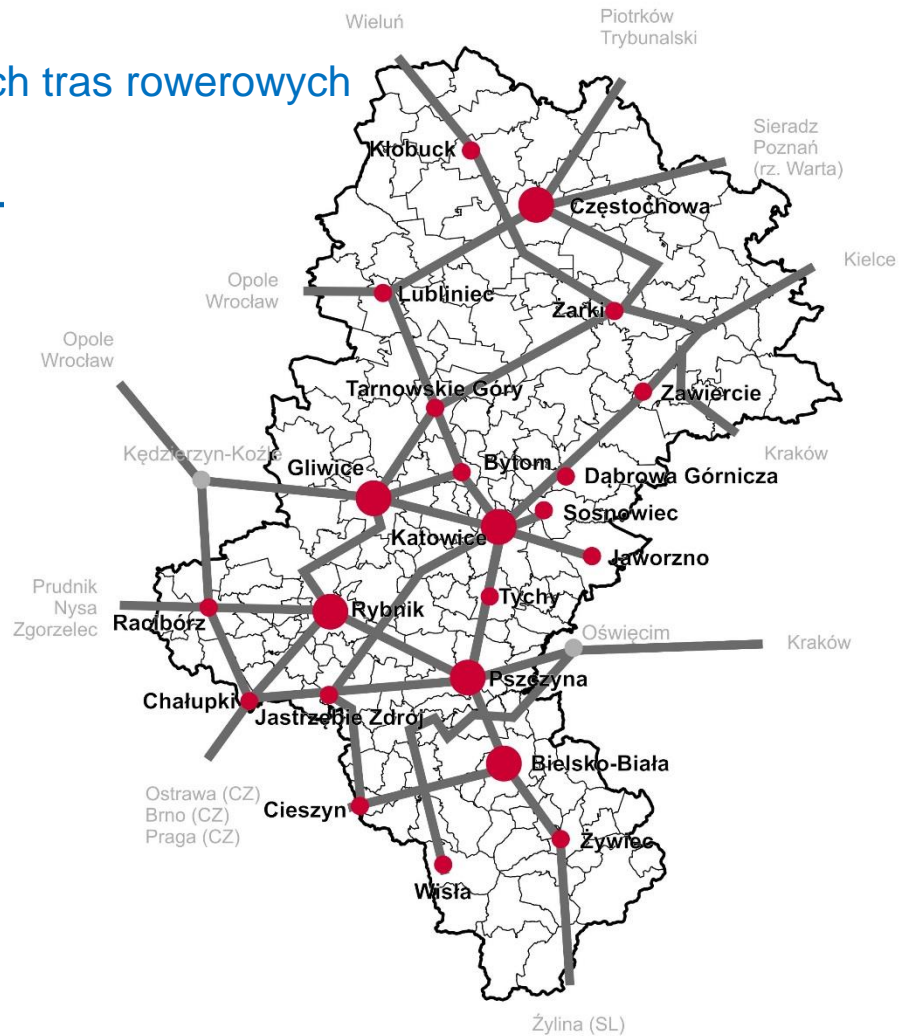 Wieluń
Piotrków
Trybunalski
ch tras rowerowych
Sieradz
Poznań
(rz. Warta)
Kłobuck
Częstochowa
Kielce
Opole
Wrocław
Lubliniec
Żarki
Opole
Wrocław
Tarnowskie Góry
Zawiercie
Kraków
Kędzierzyn-Koźle
Gliwice
Bytom
Dąbrowa Górnicza
Sosnowiec
Katowice
Jaworzno
Prudnik
Nysa
Zgorzelec
Racibórz
Rybnik
Tychy
Oświęcim
Kraków
Pszczyna
Chałupki
Jastrzębie Zdrój
Bielsko-Biała
Ostrawa (CZ)
Brno (CZ)
Praga (CZ)
Cieszyn
Żywiec
Wisła
Żylina (SL)